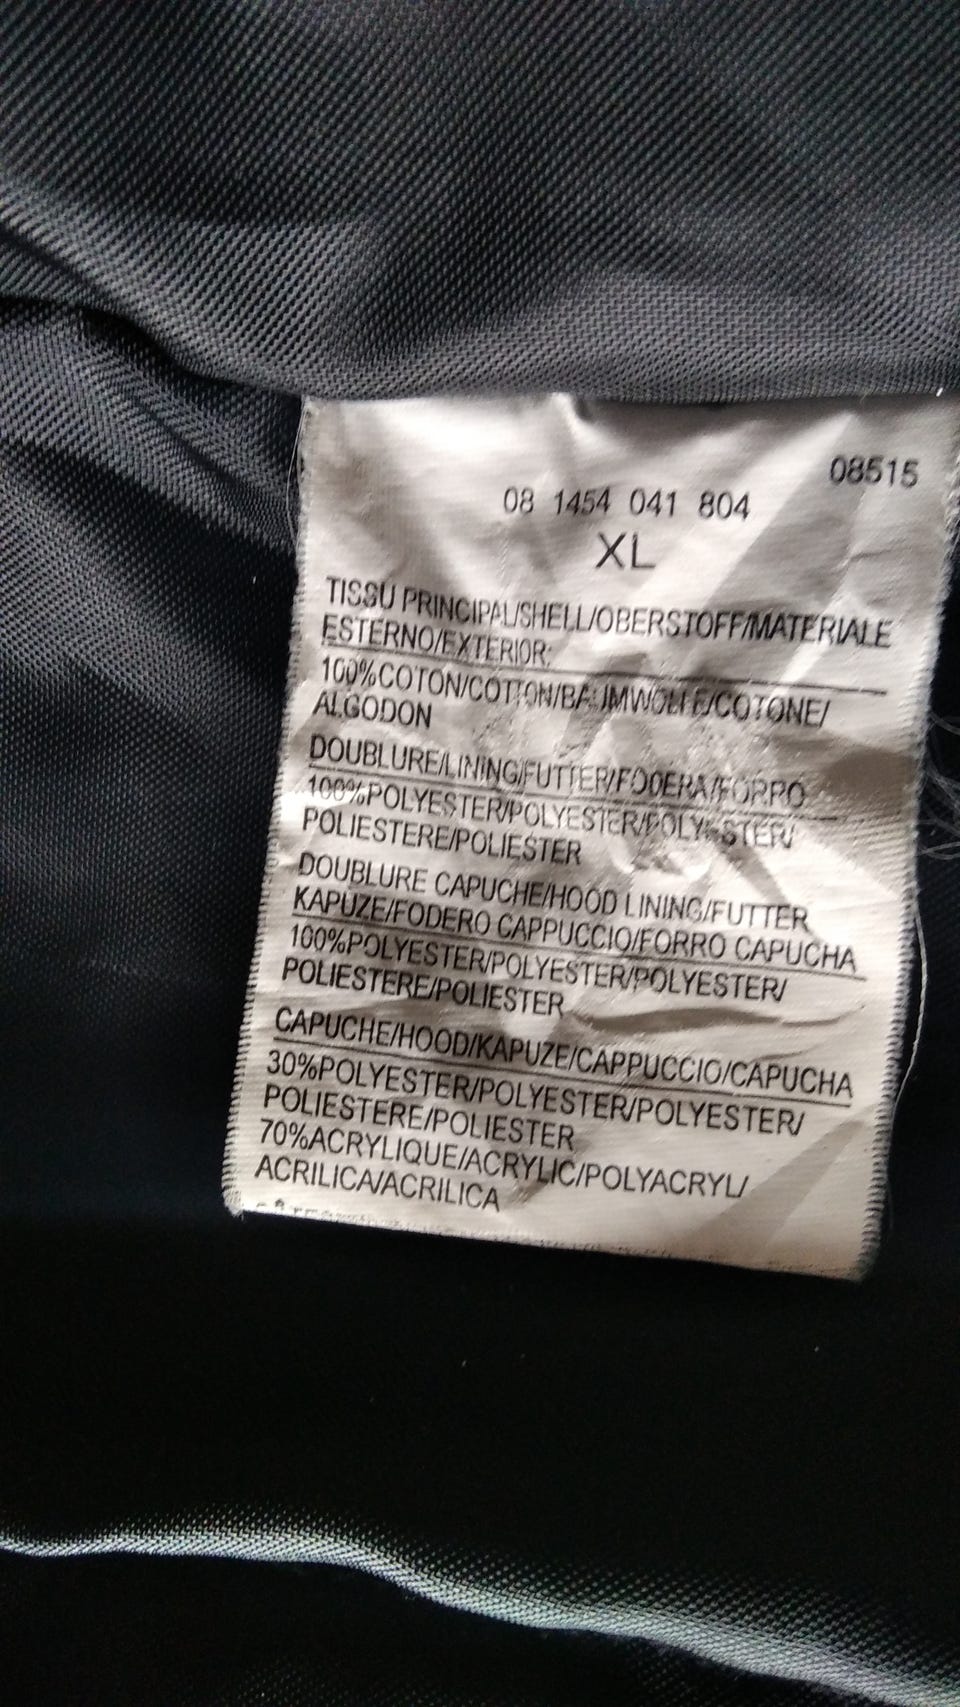 08515
08 1454 041 804
XL
TISSU PRINCIPAL/SHELL/OBERSTOFF/MATERIALE
ESTERNO/EXTERIOR:
100%COTON/COTTON/BAUMWOLLE/COTONE/
ALGODON
DOUBLURE/LINING/FUTTER/FODERA/FORRO
100%POLYESTER/POLYESTER/POLYESTER/
POLIESTERE/POLIESTER
DOUBLURE CAPUCHE/HOOD LINING/FUTTER
KAPUZE/FODERO CAPPUCCIO/FORRO CAPUCHA
100%POLYESTER/POLYESTER/POLYESTER/
POLIESTERE/POLIESTER
CAPUCHE/HOOD/KAPUZE/CAPPUCCIO/CAPUCHA
30%POLYESTER/POLYESTER/POLYESTER/
POLIESTERE/POLIESTER
70%ACRYLIQUE/ACRYLIC/POLYACRYL/
ACRILICA/ACRILICA